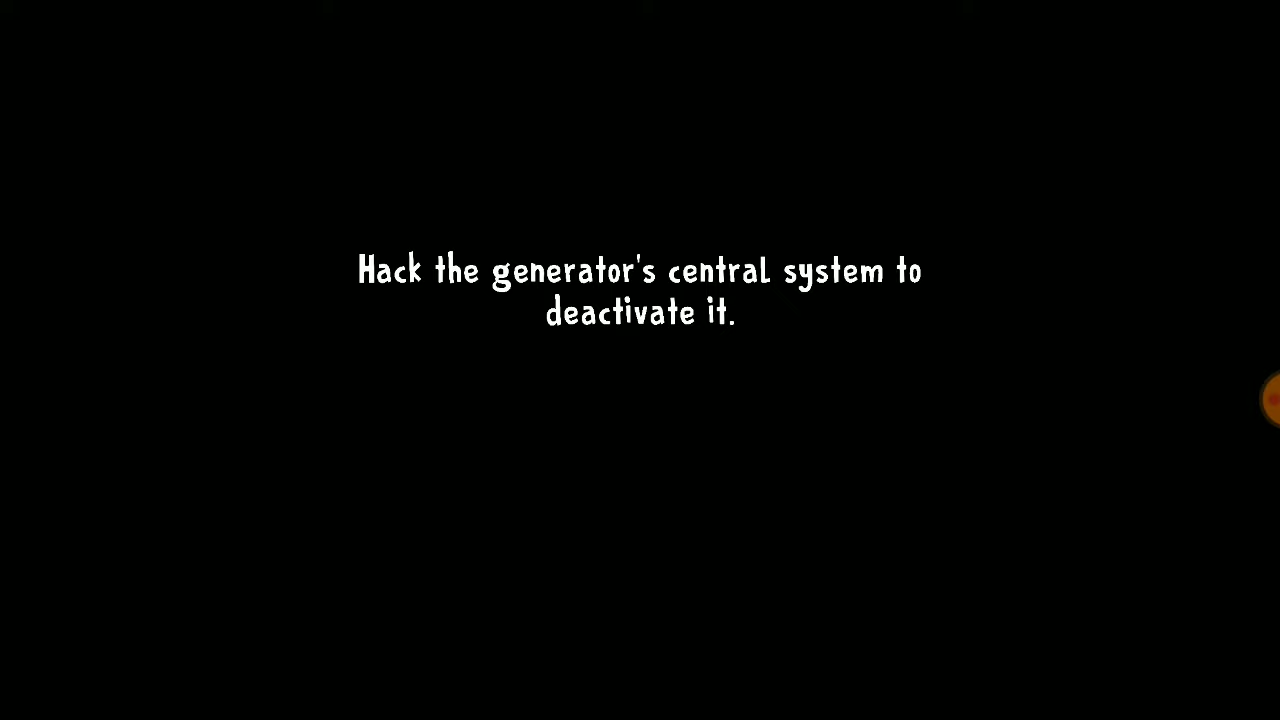 Hack the generator's central system to
deactivate it.